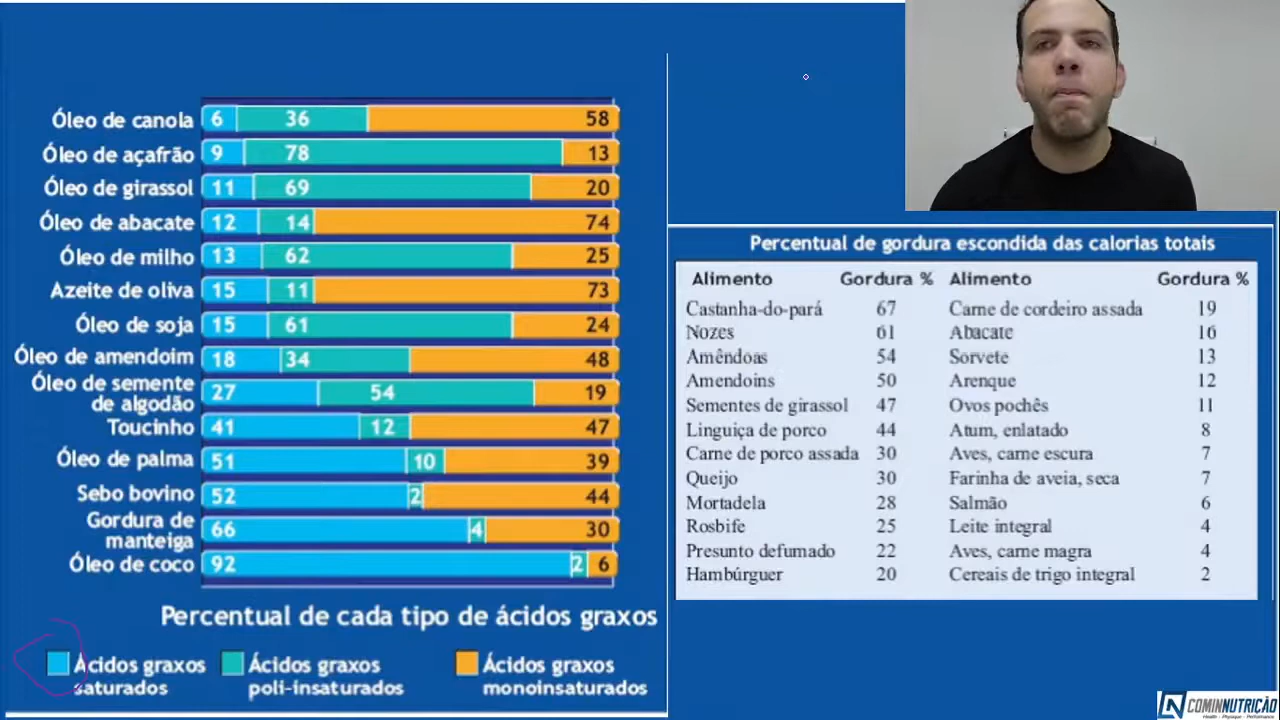 Óleo de canola 6 36 58
Óleo de açafrão 9 78 13
Óleo de girassol 11 69 20
Óleo de abacate 12 14 74
Óleo de milho 13 62 25
Azeite de oliva 15 11 73
Óleo de soja 15 61 24
Óleo de amendoim 18 34 48
Óleo de semente
de algodão 27 54 19
Toucinho 41 12 47
Óleo de palma 51 10 39
Sebo bovino 52 2 44
Gordura de
manteiga 66 4 30
Óleo de coco 92 2 6
Percentual de cada tipo de ácidos graxos
Ácidos graxos
saturados
Ácidos graxos
poli-insaturados
Ácidos graxos
monoinsaturados
Percentual de gordura escondida das calorias totais
Alimento Gordura % Alimento Gordura %
Castanha-do-pará 67 Carne de cordeiro assada 19
Nozes 61 Abacate 16
Amêndoas 54 Sorvete 13
Amendoins 50 Arenque 12
Sementes de girassol 47 Ovos pochês 11
Linguiça de porco 44 Atum, enlatado 8
Carne de porco assada 30 Aves, carne escura 7
Queijo 30 Farinha de aveia, seca 7
Mortadela 28 Salmão 6
Rosbife 25 Leite integral 4
Presunto defumado 22 Aves, carne magra 4
Hambúrguer 20 Cereais de trigo integral 2
COMINNUTRIÇÃO
Health - Physique - Performance